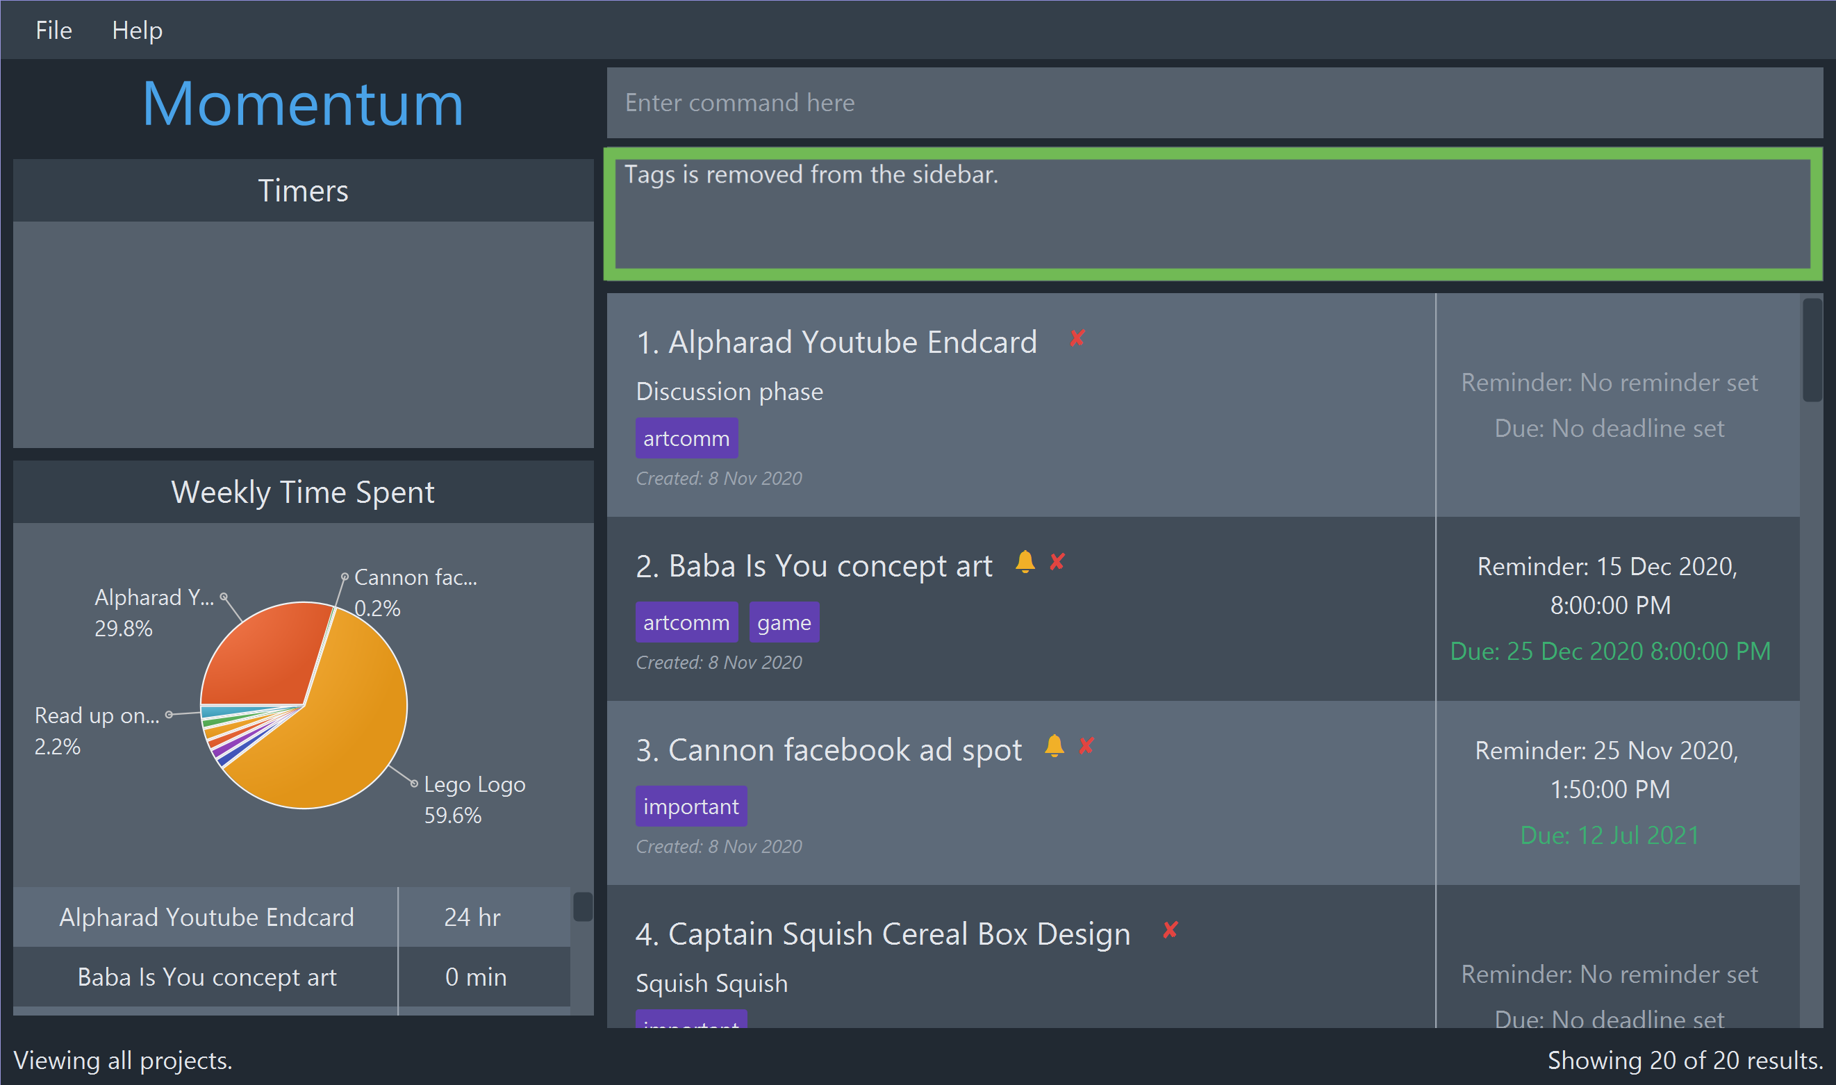 File Help
Momentum
Enter command here
Tags is removed from the sidebar.
Timers
Weekly Time Spent
Cannon fac...
0.2%
Alpharad Y...
29.8%
Read up on...
2.2%
Lego Logo
59.6%
Alpharad Youtube Endcard 24 hr
Baba Is You concept art 0 min
1. Alpharad Youtube Endcard
Discussion phase
artcomm
Created: 8 Nov 2020
Reminder: No reminder set
Due: No deadline set
2. Baba Is You concept art
artcomm game
Created: 8 Nov 2020
Reminder: 15 Dec 2020,
8:00:00 PM
Due: 25 Dec 2020 8:00:00 PM
3. Cannon facebook ad spot
important
Created: 8 Nov 2020
Reminder: 25 Nov 2020,
1:50:00 PM
Due: 12 Jul 2021
4. Captain Squish Cereal Box Design
Squish Squish
important
Reminder: No reminder set
Due: No deadline set
Viewing all projects.
Showing 20 of 20 results.